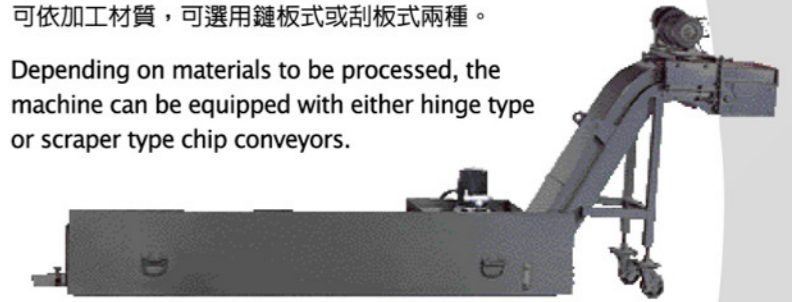 可依加工材質，可選用鏈板式或刮板式兩種。
Depending on materials to be processed, the
machine can be equipped with either hinge type
or scraper type chip conveyors.